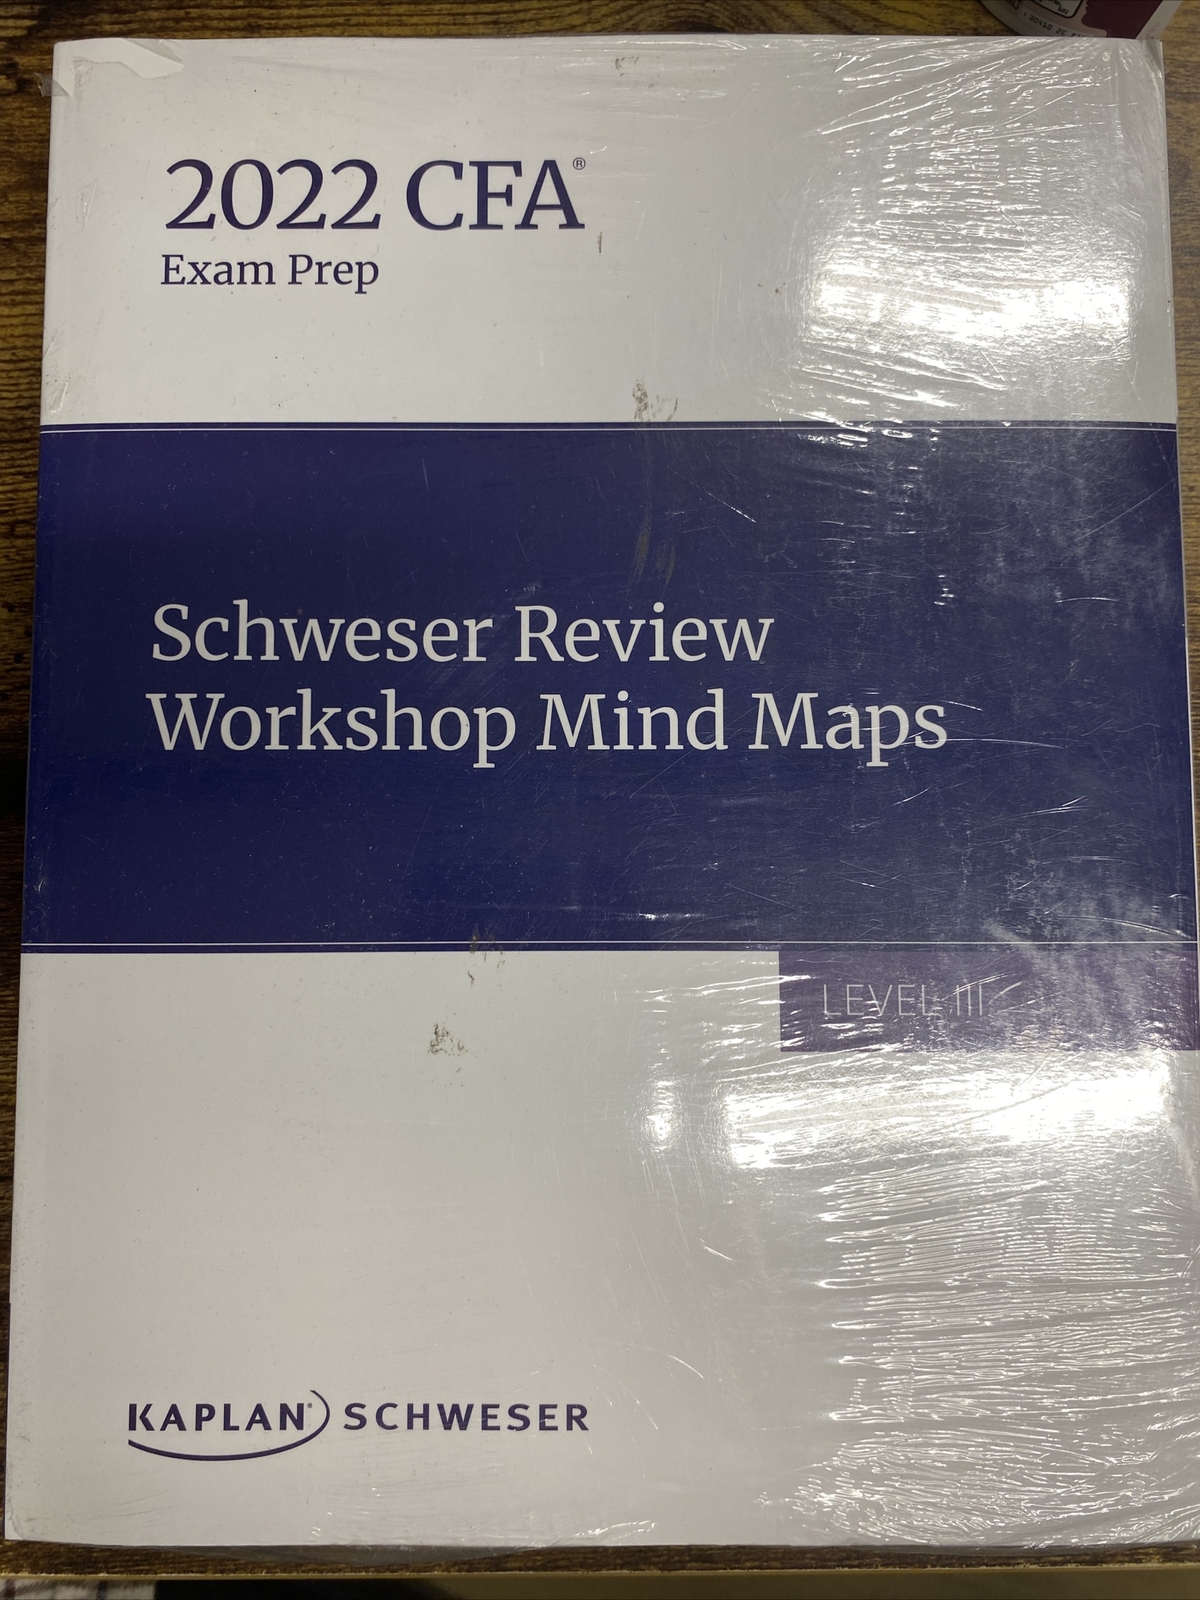 2022 CFA®
Exam Prep
Schweser Review
Workshop Mind Maps
LEVEL III
KAPLAN® SCHWESER